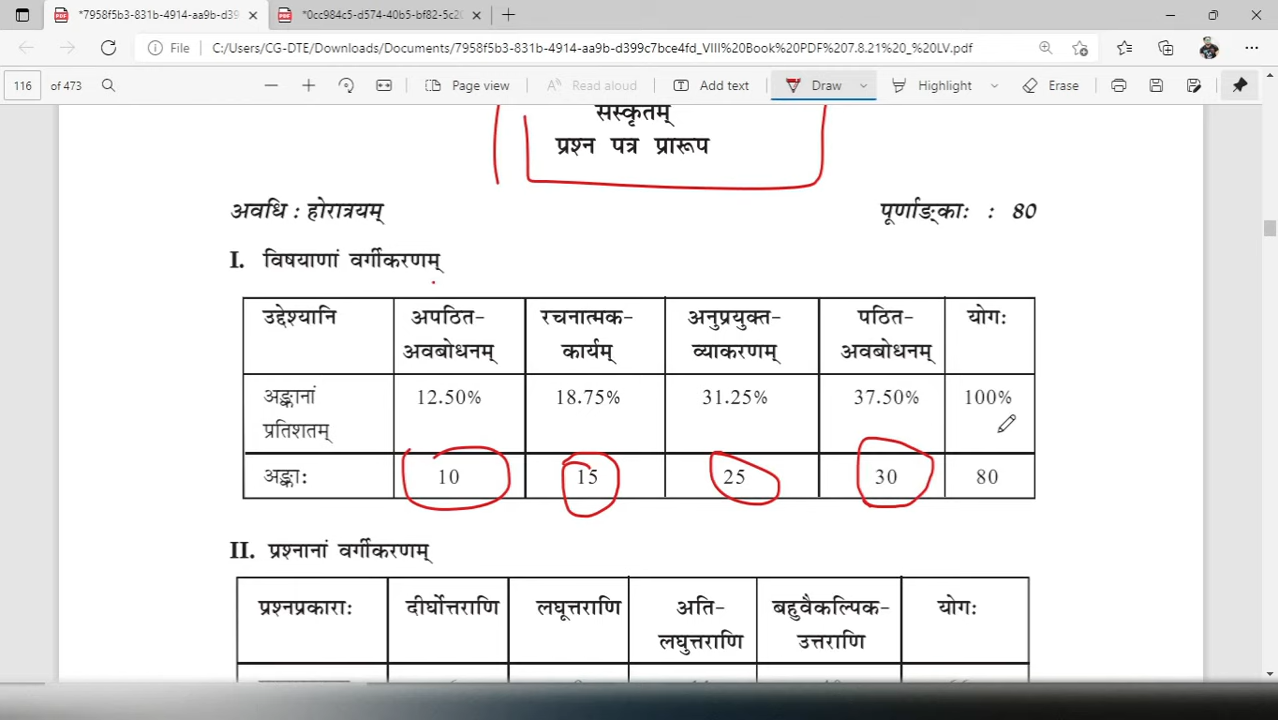 *7958f5b3-831b-4914-aa9b-d39
*0cc984c5-d574-40b5-bf82-5c20
File
C:/Users/CG-DTE/Downloads/Documents/7958f5b3-831b-4914-aa9b-d399c7bce4fd_VIII%20Book%20PDF%207.8.21%20_%20LV.pdf
116 of 473
Page view
Read aloud
Add text
Draw
Highlight
Erase
संस्कृतम्
प्रश्न पत्र प्रारूप
अवधि : होरात्रयम् पूर्णाङ्काः : 80
I. विषयाणां वर्गीकरणम्
उद्देश्यानि अपठित-अवबोधनम् रचनात्मक-कार्यम् अनुप्रयुक्त-व्याकरणम् पठित-अवबोधनम् योगः
अङ्कानां प्रतिशतम् 12.50% 18.75% 31.25% 37.50% 100%
अङ्काः 10 15 25 30 80
II. प्रश्नानां वर्गीकरणम्
प्रश्नप्रकाराः दीर्घोत्तराणि लघूत्तराणि अति-लघुत्तराणि बहुवैकल्पिक-उत्तराणि योगः